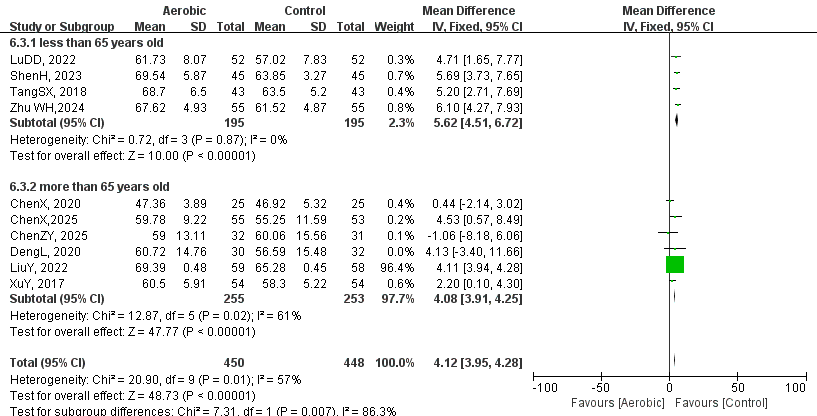 Aerobic Control Mean Difference Mean Difference
Study or Subgroup Mean SD Total Mean SD Total Weight IV, Fixed, 95% CI IV, Fixed, 95% CI
6.3.1 less than 65 years old
LuDD, 2022 61.73 8.07 52 57.02 7.83 52 0.3% 4.71 [1.65, 7.77]
ShenH, 2023 69.54 5.87 45 63.85 3.27 45 0.7% 5.69 [3.73, 7.65]
TangSX, 2018 68.7 6.5 43 63.5 5.2 43 0.4% 5.20 [2.71, 7.69]
Zhu WH,2024 67.62 4.93 55 61.52 4.87 55 0.8% 6.10 [4.27, 7.93]
Subtotal (95% CI) 195 195 2.3% 5.62 [4.51, 6.72]
Heterogeneity: Chi² = 0.72, df = 3 (P = 0.87); I² = 0%
Test for overall effect: Z = 10.00 (P < 0.00001)
6.3.2 more than 65 years old
ChenX, 2020 47.36 3.89 25 46.92 5.32 25 0.4% 0.44 [-2.14, 3.02]
ChenX,2025 59.78 9.22 55 55.25 11.59 53 0.2% 4.53 [0.57, 8.49]
ChenZY, 2025 59 13.11 32 60.06 15.56 31 0.1% -1.06 [-8.18, 6.06]
DengL, 2020 60.72 14.76 30 56.59 15.48 32 0.0% 4.13 [-3.40, 11.66]
LiuY, 2022 69.39 0.48 59 65.28 0.45 58 96.4% 4.11 [3.94, 4.28]
XuY, 2017 60.5 5.91 54 58.3 5.22 54 0.6% 2.20 [0.10, 4.30]
Subtotal (95% CI) 255 253 97.7% 4.08 [3.91, 4.25]
Heterogeneity: Chi² = 12.87, df = 5 (P = 0.02); I² = 61%
Test for overall effect: Z = 47.77 (P < 0.00001)
Total (95% CI) 450 448 100.0% 4.12 [3.95, 4.28]
Heterogeneity: Chi² = 20.90, df = 9 (P = 0.01); I² = 57%
Test for overall effect: Z = 48.73 (P < 0.00001)
Test for subgroup differences: Chi² = 7.31, df = 1 (P = 0.007), I² = 86.3%
-100 -50 0 50 100
Favours [Aerobic] Favours [Control]